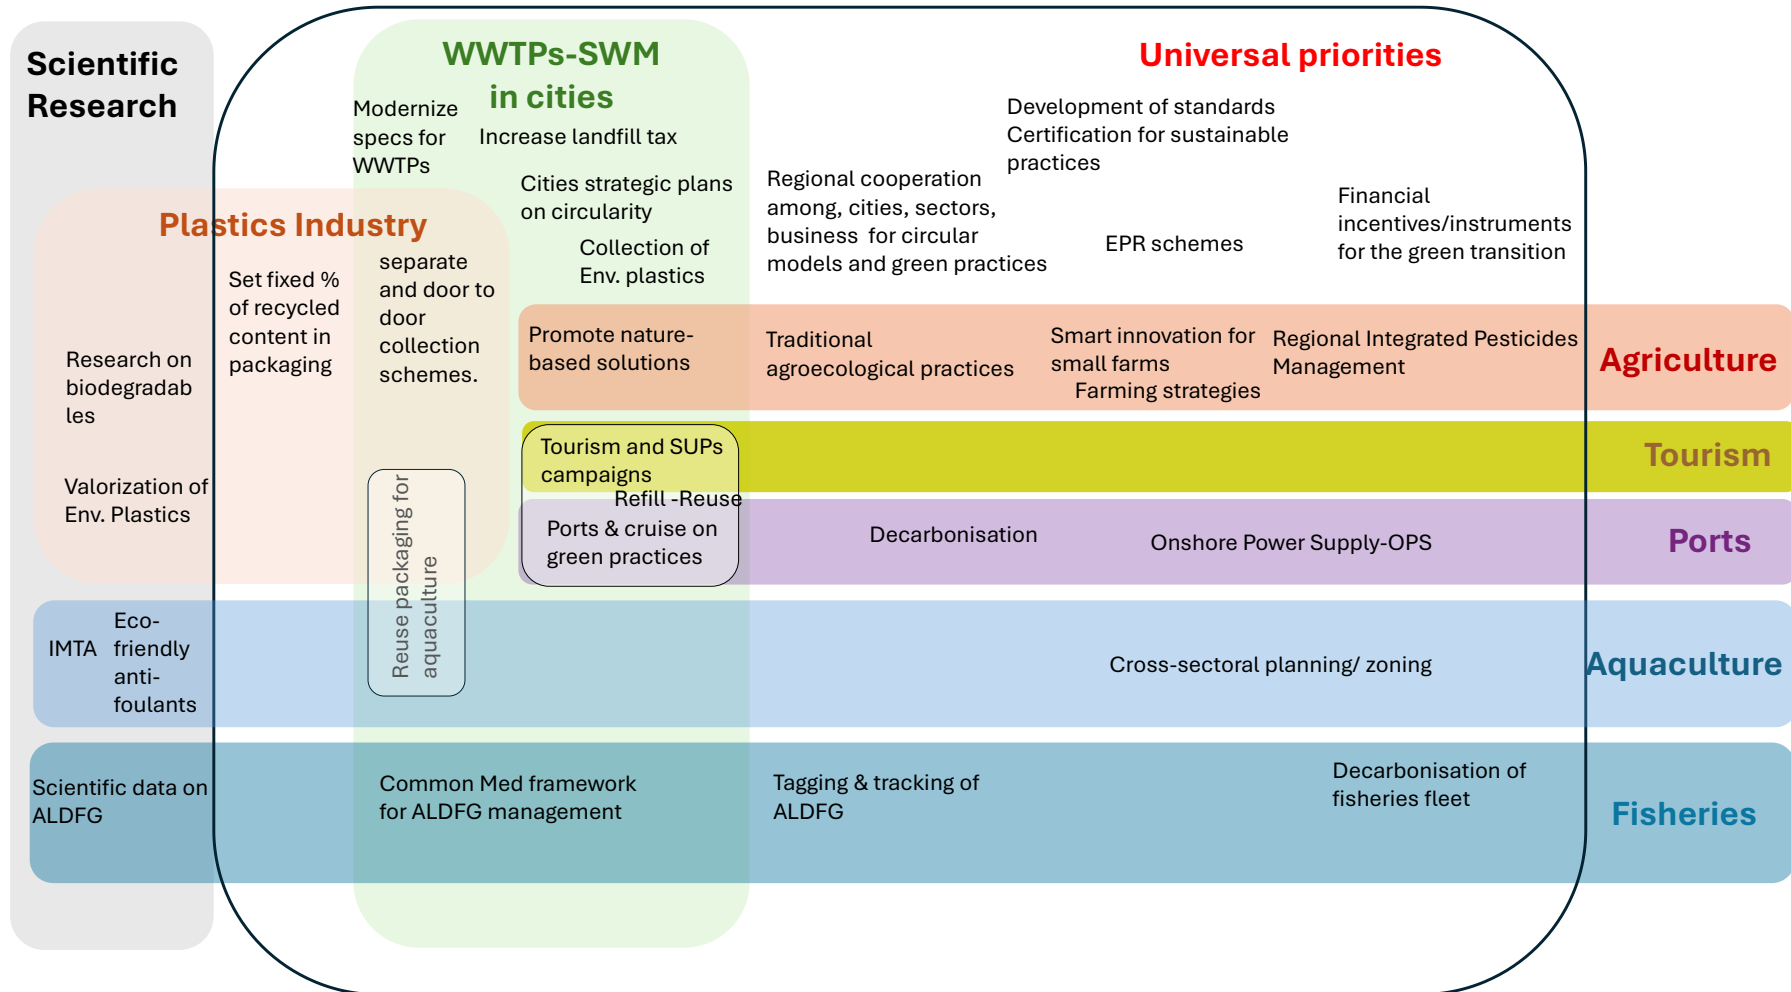 Scientific
Research
WWTPs-SWM
in cities
Universal priorities
Modernize
specs for
WWTPs
Increase landfill tax
Cities strategic plans
on circularity
Collection of
Env. plastics
Development of standards
Certification for sustainable
practices
Regional cooperation
among, cities, sectors,
business  for circular
models and green practices
EPR schemes
Financial
incentives/instruments
for the green transition
Plastics Industry
Set fixed %
of recycled
content in
packaging
separate
and door to
door
collection
schemes.
Research on
biodegradab
les
Valorization of
Env. Plastics
Promote nature-
based solutions
Traditional
agroecological practices
Smart innovation for
small farms
Farming strategies
Regional Integrated Pesticides
Management
Agriculture
Tourism and SUPs
campaigns
Refill -Reuse
Tourism
Ports & cruise on
green practices
Decarbonisation
Onshore Power Supply-OPS
Ports
Reuse packaging for
aquaculture
IMTA
Eco-
friendly
anti-
foulants
Cross-sectoral planning/ zoning
Aquaculture
Scientific data on
ALDFG
Common Med framework
for ALDFG management
Tagging & tracking of
ALDFG
Decarbonisation of
fisheries fleet
Fisheries